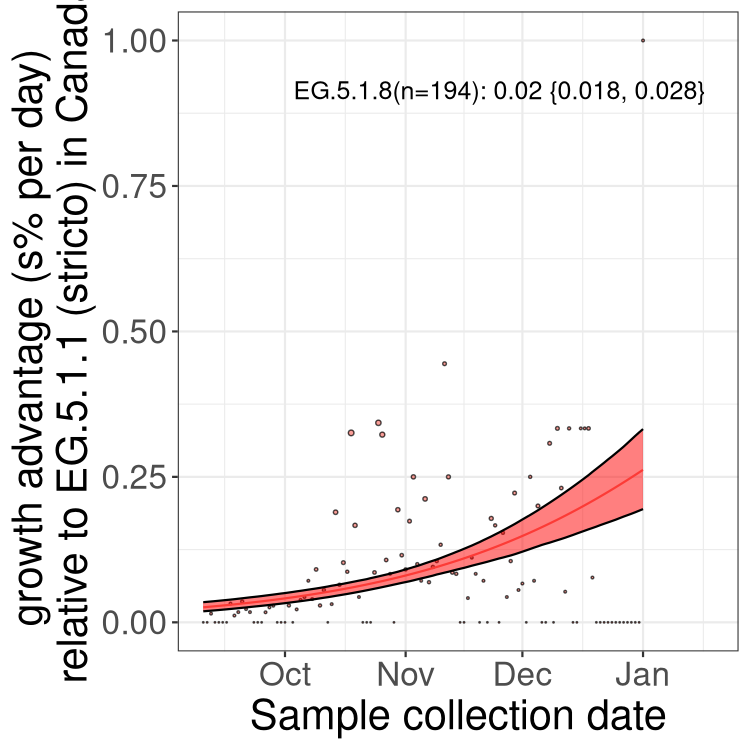 growth advantage (s% per day)
relative to EG.5.1.1 (stricto) in Canada
1.00
0.75
0.50
0.25
0.00
EG.5.1.8(n=194): 0.02 {0.018, 0.028}
Oct Nov Dec Jan
Sample collection date